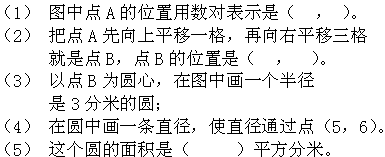 (1) 图中点A的位置用数对表示是( , )。
(2) 把点A先向上平移一格，再向右平移三格
就是点B，点B的位置是( , )。
(3) 以点B为圆心，在图中画一个半径
是3分米的圆；
(4) 在圆中画一条直径，使直径通过点(5，6)。
(5) 这个圆的面积是( )平方分米。